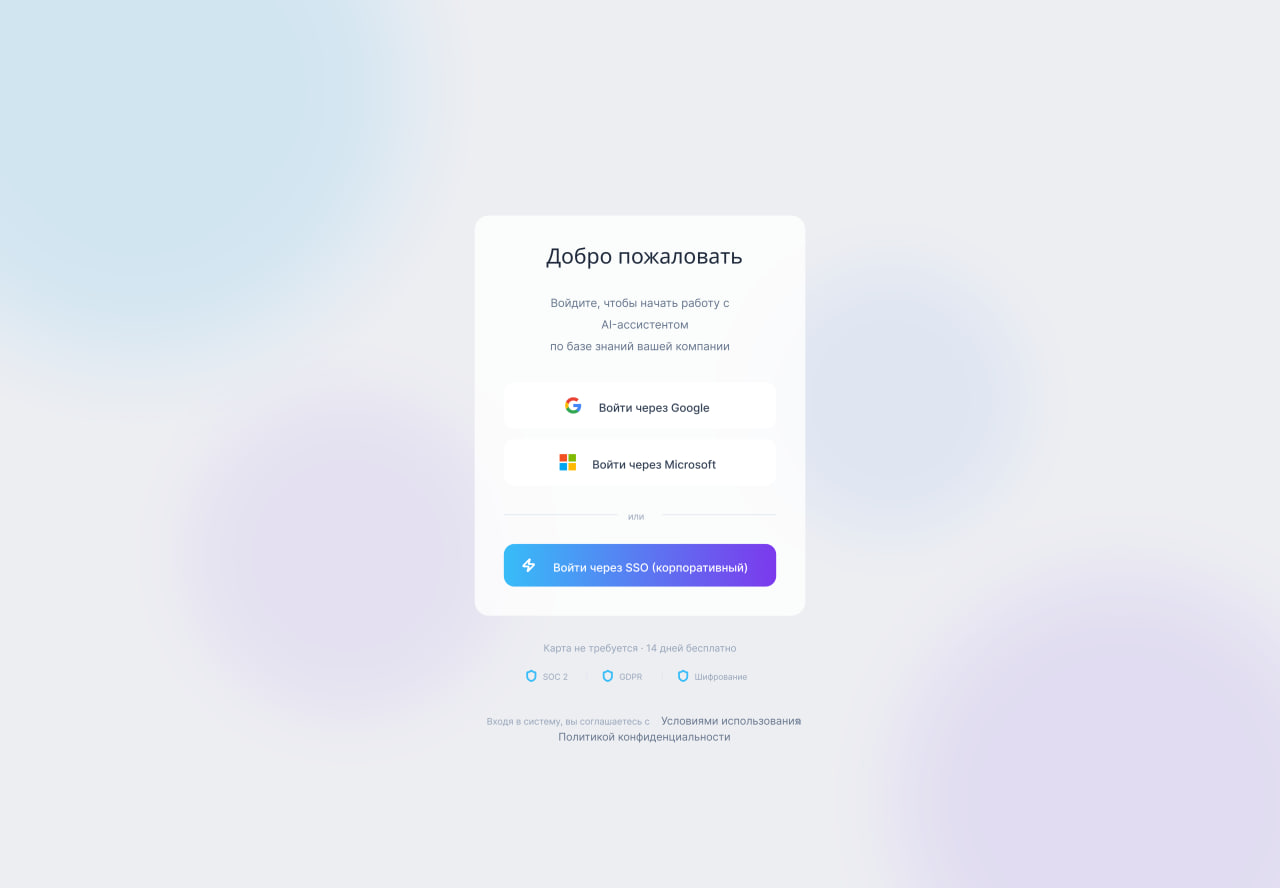 Добро пожаловать
Войдите, чтобы начать работу с
AI-ассистентом
по базе знаний вашей компании
Войти через Google
Войти через Microsoft
или
Войти через SSO (корпоративный)
Карта не требуется · 14 дней бесплатно
SOC 2
GDPR
Шифрование
Входя в систему, вы соглашаетесь с Условиями использования
Политикой конфиденциальности